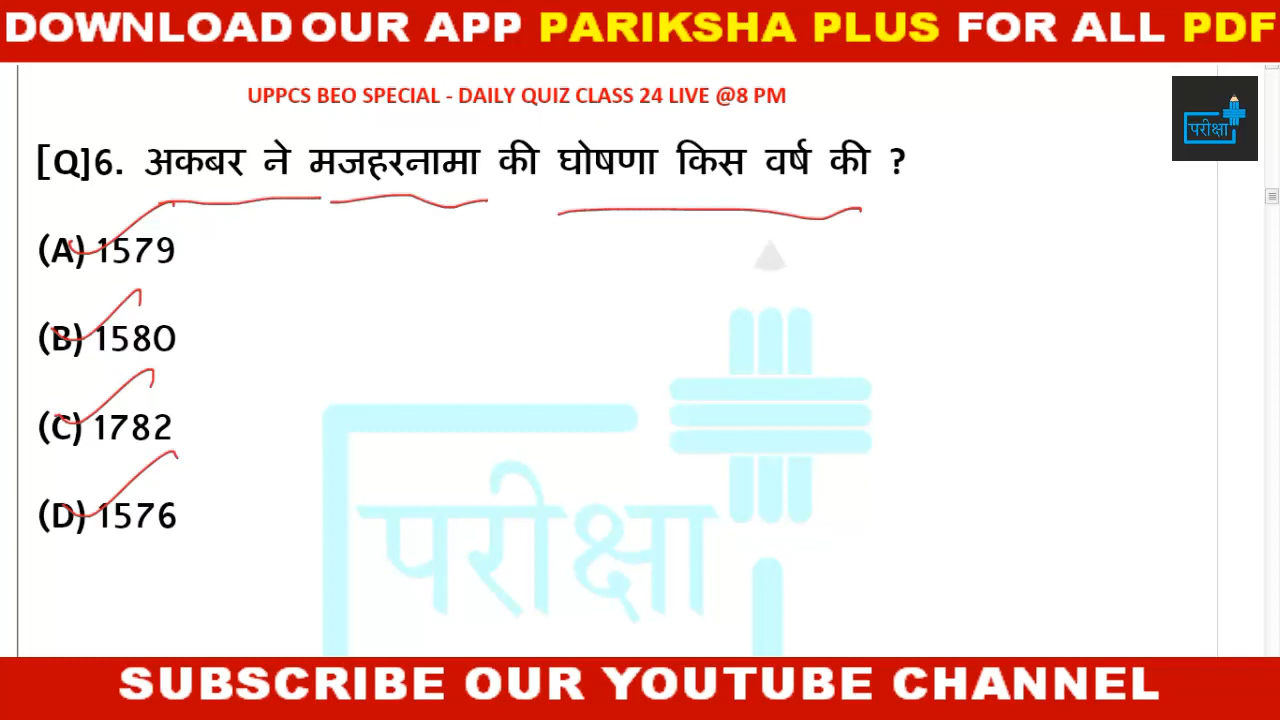 DOWNLOAD OUR APP PARIKSHA PLUS FOR ALL PDF
UPPCS BEO SPECIAL - DAILY QUIZ CLASS 24 LIVE @8 PM
परीक्षा
[Q]6. अकबर ने मजहरनामा की घोषणा किस वर्ष की ?
(A) 1579
(B) 1580
(C) 1782
(D) 1576
परीक्षा
SUBSCRIBE OUR YOUTUBE CHANNEL